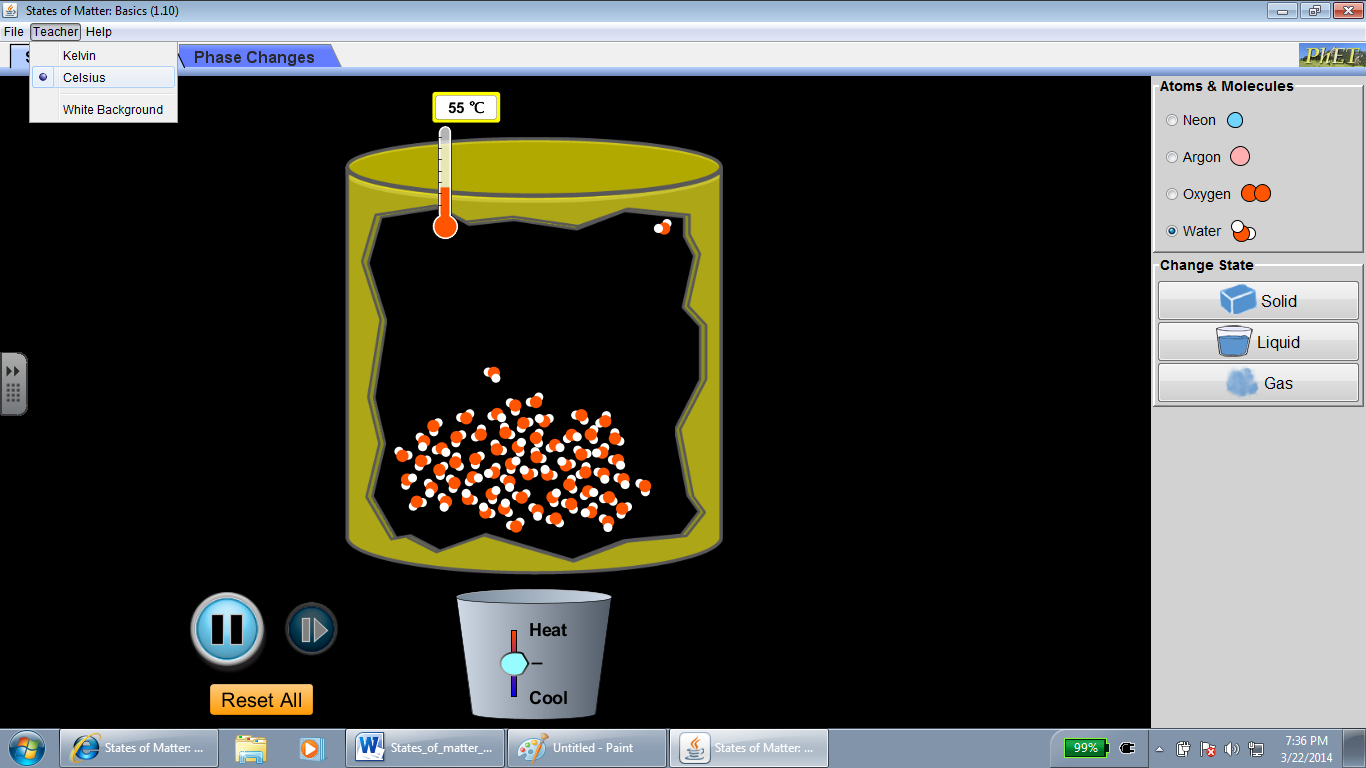 States of Matter: Basics (1.10)
File Teacher Help
Kelvin
Celsius
White Background
Phase Changes
PhET
55 °C
Atoms & Molecules
Neon
Argon
Oxygen
Water
Change State
Solid
Liquid
Gas
Heat
Cool
Reset All
States of Matter: ...
States_of_matter_...
Untitled - Paint
States of Matter: ...
99%
7:36 PM
3/22/2014